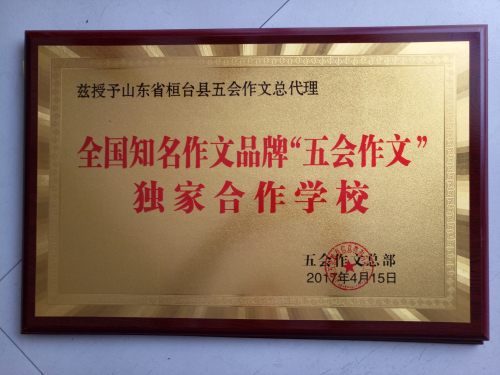 兹授予山东省桓台县五会作文总代理
全国知名作文品牌“五会作文”
独家合作学校
五会作文总部
2017年4月15日